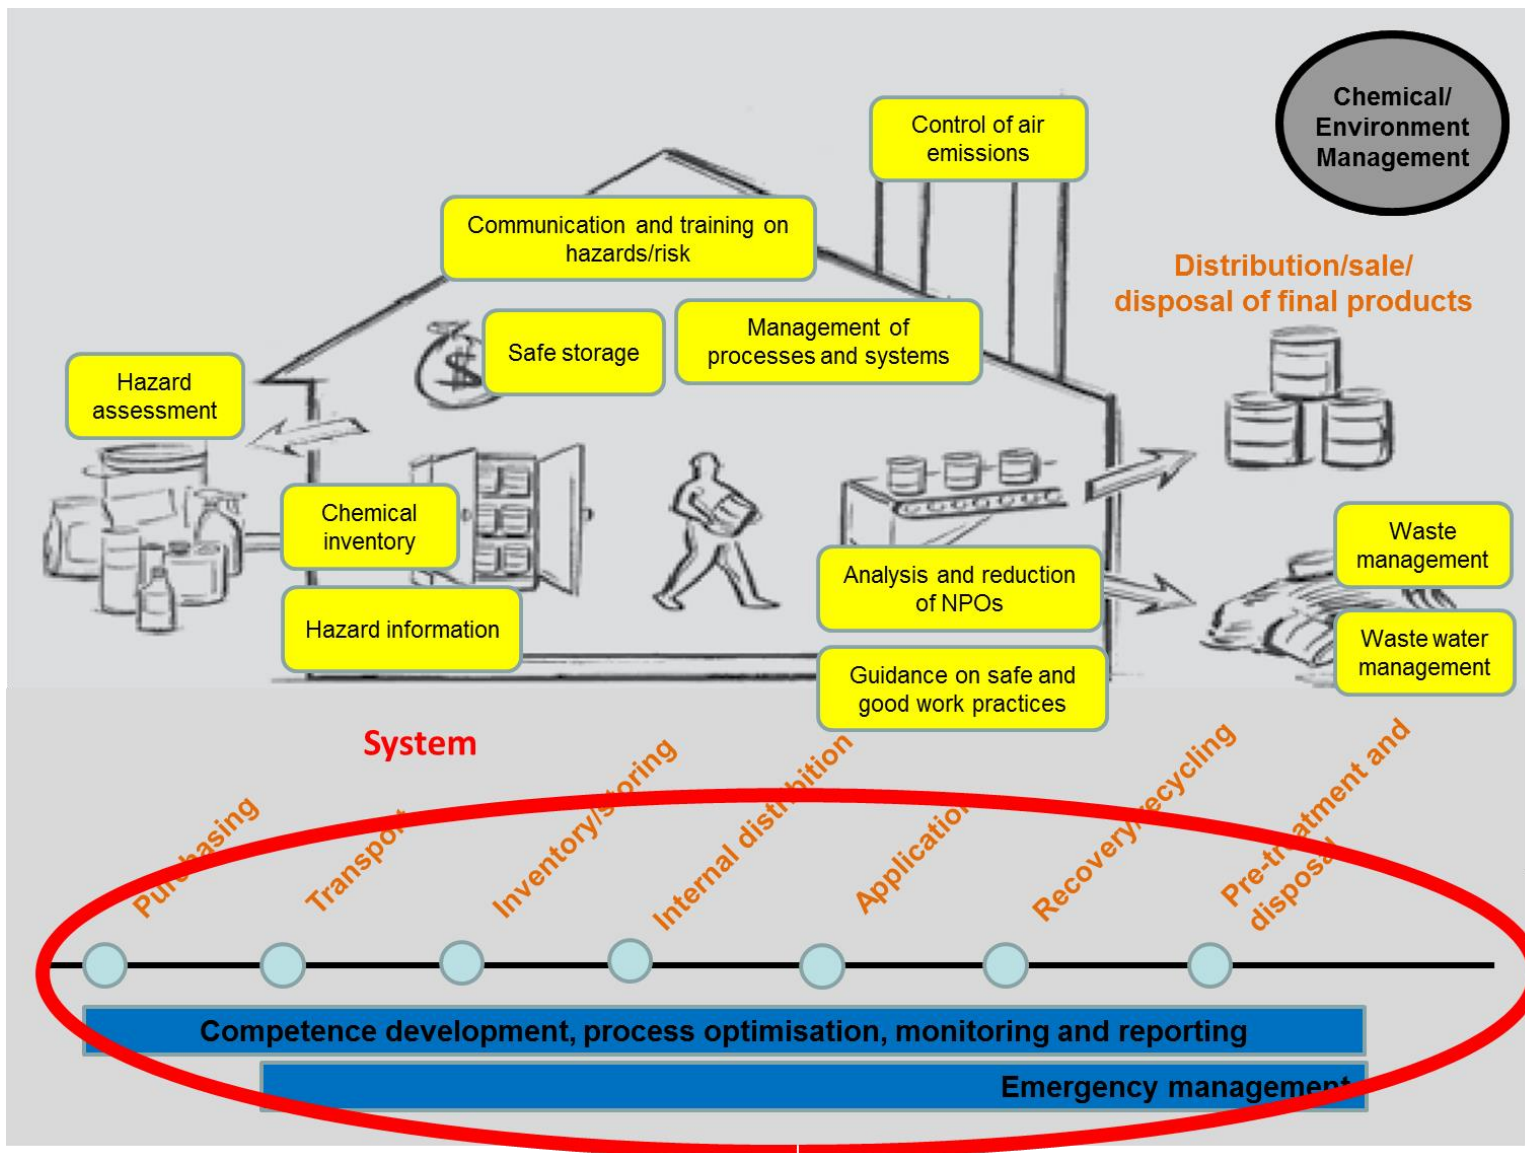 Chemical/
Environment
Management
Control of air
emissions
Communication and training on
hazards/risk
Distribution/sale/
disposal of final products
Management of
processes and systems
Safe storage
Hazard
assessment
$
Chemical
inventory
Waste
management
Analysis and reduction
of NPOs
Hazard information
Waste water
management
Guidance on safe and
good work practices
System
Purchasing
Transport
Inventory/storing
Internal distribition
Application
Recovery/recycling
Pre-treatment and
disposal
Competence development, process optimisation, monitoring and reporting
Emergency management